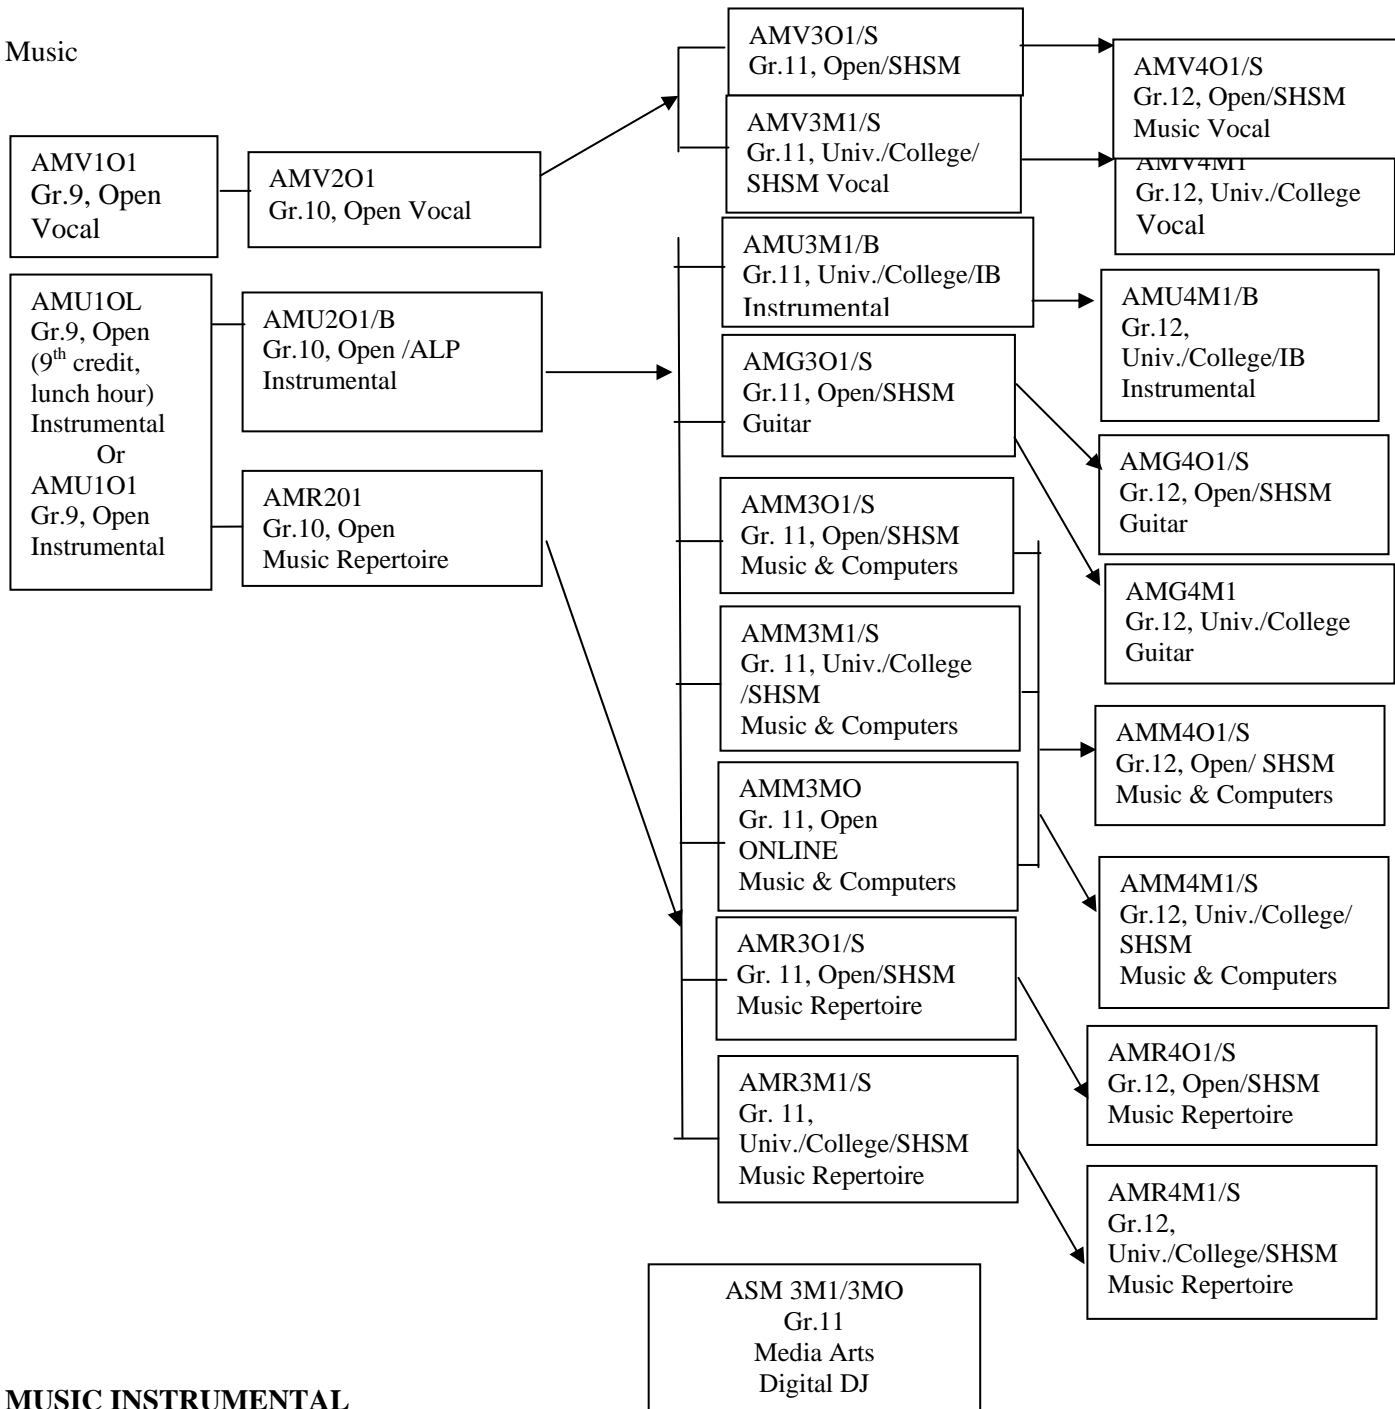 Music
AMV1O1
Gr.9, Open
Vocal
AMV2O1
Gr.10, Open Vocal
AMV3O1/S
Gr.11, Open/SHSM
AMV3M1/S
Gr.11, Univ./College/
SHSM Vocal
AMV4O1/S
Gr.12, Open/SHSM
Music Vocal
AMV4M1
Gr.12, Univ./College
Vocal
AMU1OL
Gr.9, Open
(9th credit,
lunch hour)
Instrumental
Or
AMU1O1
Gr.9, Open
Instrumental
AMU2O1/B
Gr.10, Open /ALP
Instrumental
AMR201
Gr.10, Open
Music Repertoire
AMU3M1/B
Gr.11, Univ./College/IB
Instrumental
AMG3O1/S
Gr.11, Open/SHSM
Guitar
AMM3O1/S
Gr. 11, Open/SHSM
Music & Computers
AMM3M1/S
Gr. 11, Univ./College
/SHSM
Music & Computers
AMM3MO
Gr. 11, Open
ONLINE
Music & Computers
AMR3O1/S
Gr. 11, Open/SHSM
Music Repertoire
AMR3M1/S
Gr. 11,
Univ./College/SHSM
Music Repertoire
AMU4M1/B
Gr.12,
Univ./College/IB
Instrumental
AMG4O1/S
Gr.12, Open/SHSM
Guitar
AMG4M1
Gr.12, Univ./College
Guitar
AMM4O1/S
Gr.12, Open/ SHSM
Music & Computers
AMM4M1/S
Gr.12, Univ./College/
SHSM
Music & Computers
AMR4O1/S
Gr.12, Open/SHSM
Music Repertoire
AMR4M1/S
Gr.12,
Univ./College/SHSM
Music Repertoire
ASM 3M1/3MO
Gr.11
Media Arts
Digital DJ
MUSIC INSTRUMENTAL